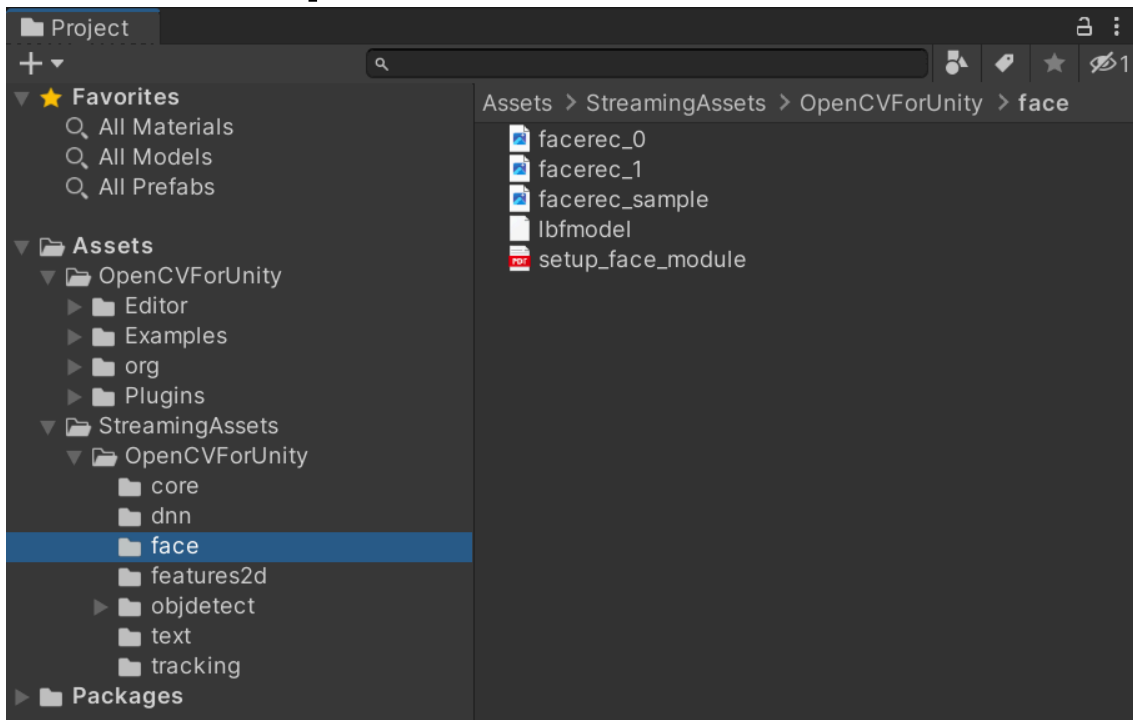 Project
1
Favorites
All Materials
All Models
All Prefabs
Assets
OpenCVForUnity
Editor
Examples
org
Plugins
StreamingAssets
OpenCVForUnity
core
dnn
face
features2d
objdetect
text
tracking
Packages
Assets > StreamingAssets > OpenCVForUnity > face
facerec_0
facerec_1
facerec_sample
lbfmodel
PDF
setup_face_module